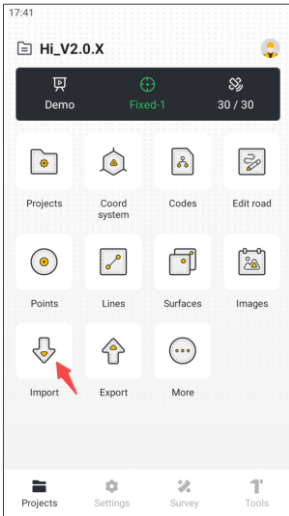 17:41
Hi_V2.0.X
Demo Fixed-1 30 / 30
Projects Coord system Codes Edit road
Points Lines Surfaces Images
Import Export More
Projects Settings Survey Tools